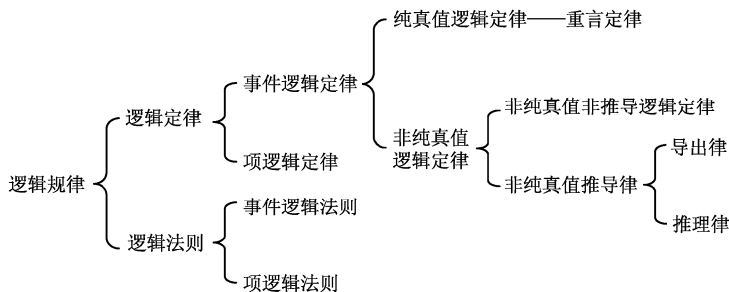 纯真值逻辑定律——重言定律
事件逻辑定律
逻辑定律
非纯真值
逻辑定律
非纯真值非推导逻辑定律
导出律
项逻辑定律
逻辑规律
非纯真值推导律
事件逻辑法则
推理律
逻辑法则
项逻辑法则